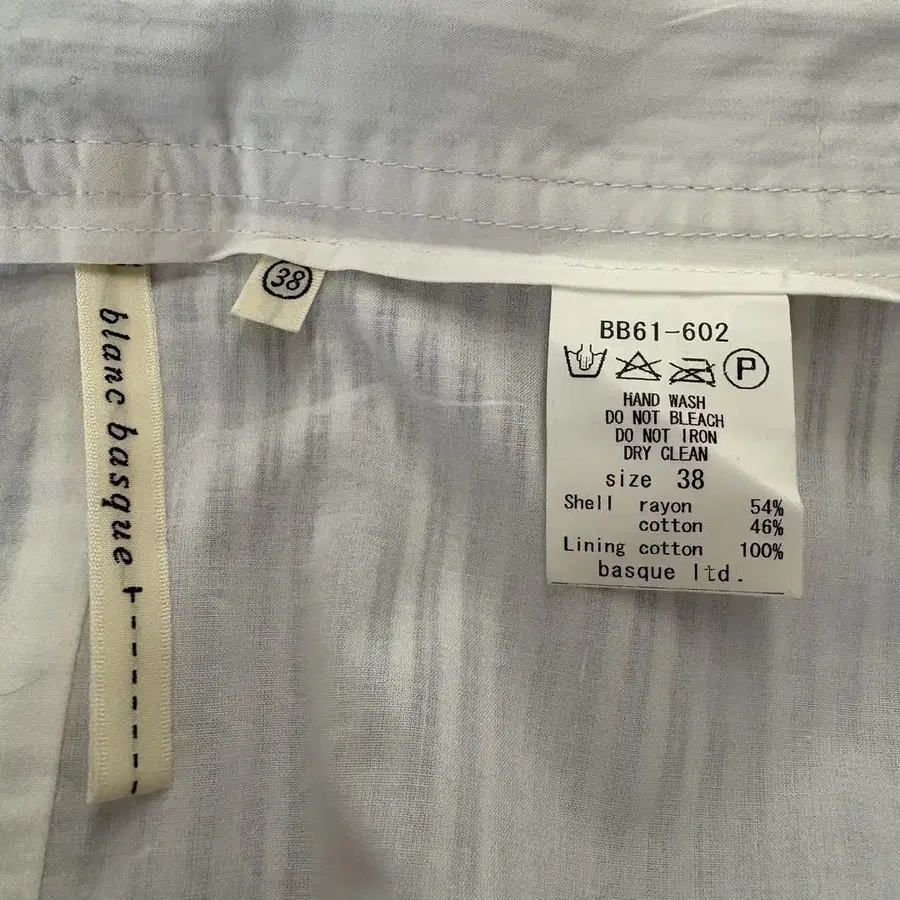 blanc basque
38
BB61-602
P
HAND WASH
DO NOT BLEACH
DO NOT IRON
DRY CLEAN
size 38
Shell rayon 54%
cotton 46%
Lining cotton 100%
basque ltd.